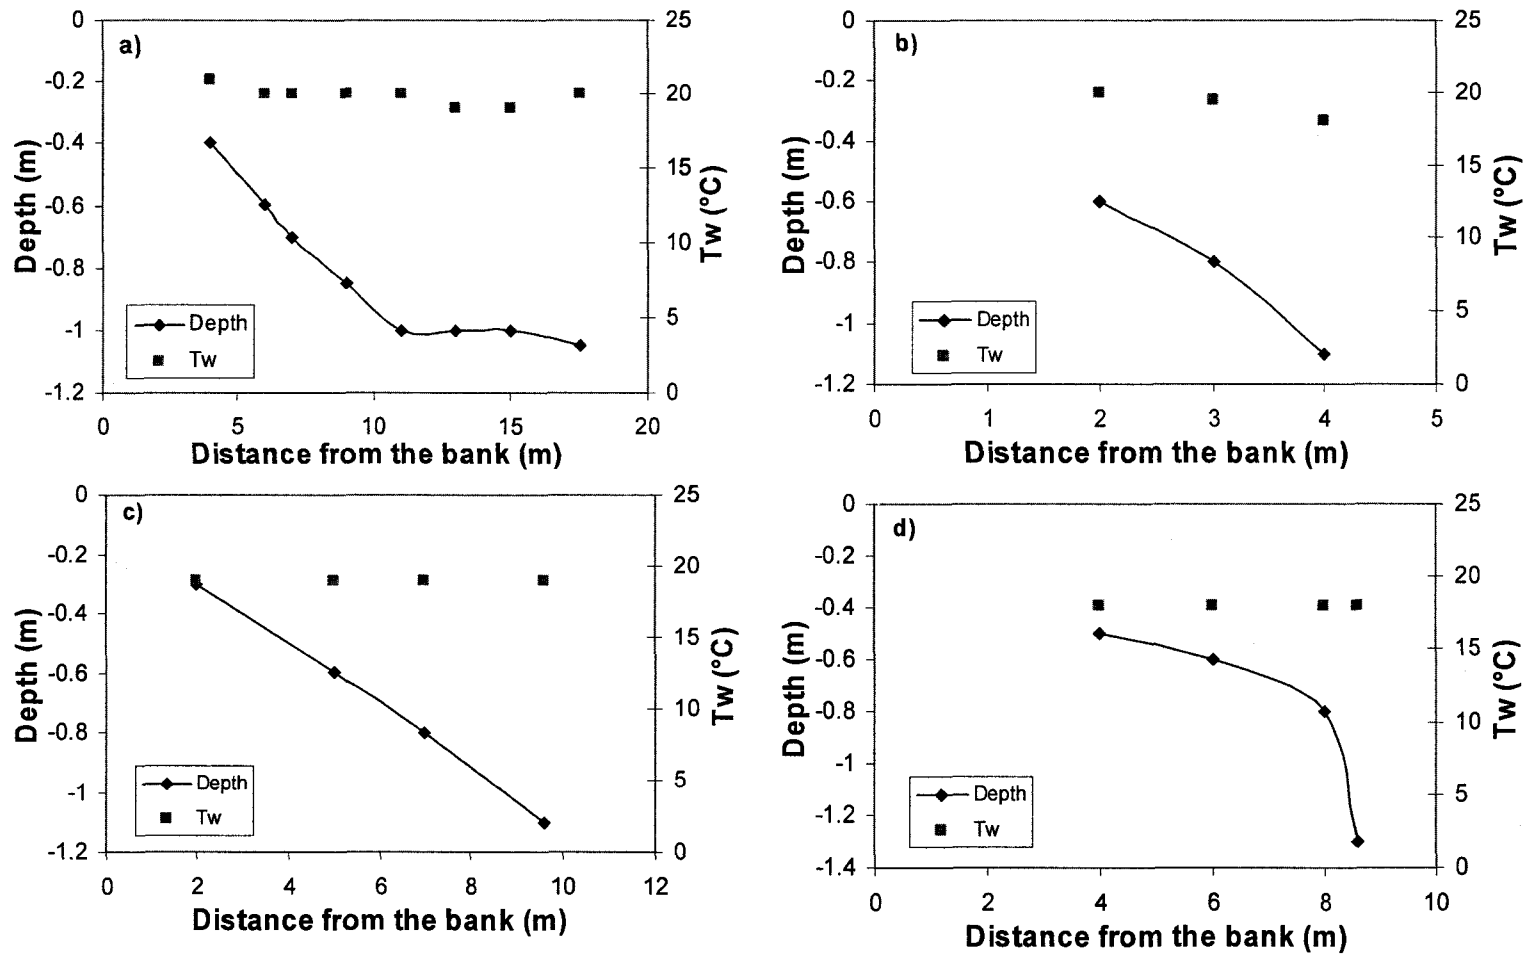 a)
0
-0.2
-0.4
-0.6
-0.8
-1
-1.2
Depth (m)
25
20
15
10
5
0
Tw (°C)
Depth
Tw
0 5 10 15 20
Distance from the bank (m)
b)
0
-0.2
-0.4
-0.6
-0.8
-1
-1.2
Depth (m)
25
20
15
10
5
0
Tw (°C)
Depth
Tw
0 1 2 3 4 5
Distance from the bank (m)
c)
0
-0.2
-0.4
-0.6
-0.8
-1
-1.2
Depth (m)
25
20
15
10
5
0
Tw (°C)
Depth
Tw
0 2 4 6 8 10 12
Distance from the bank (m)
d)
0
-0.2
-0.4
-0.6
-0.8
-1
-1.2
-1.4
Depth (m)
25
20
15
10
5
0
Tw (°C)
Depth
Tw
0 2 4 6 8 10
Distance from the bank (m)